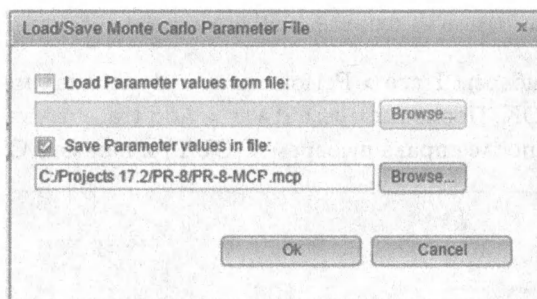 Load/Save Monte Carlo Parameter File
Load Parameter values from file:
Browse...
Save Parameter values in file:
C:/Projects 17.2/PR-8/PR-8-MCP.mcp
Browse...
Ok
Cancel